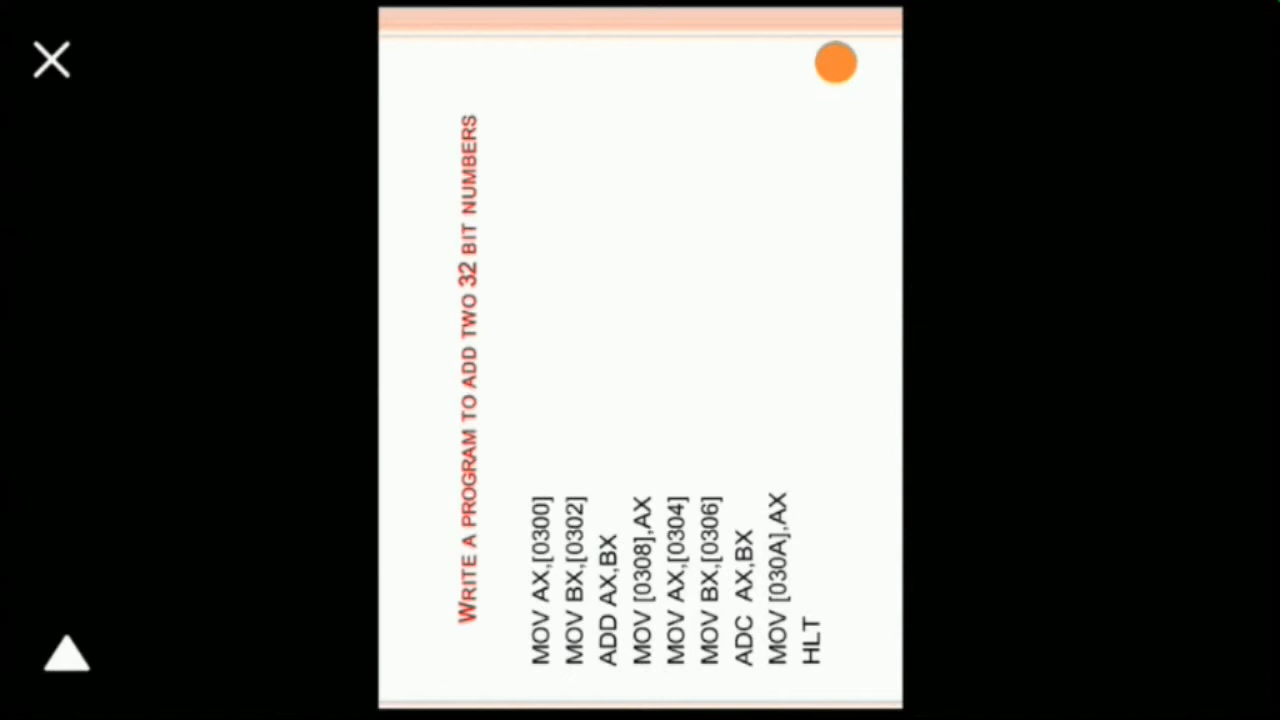 WRITE A PROGRAM TO ADD TWO 32 BIT NUMBERS
MOV AX,[0300]
MOV BX,[0302]
ADD AX,BX
MOV [0308],AX
MOV AX,[0304]
MOV BX,[0306]
ADC AX,BX
MOV [030A],AX
HLT